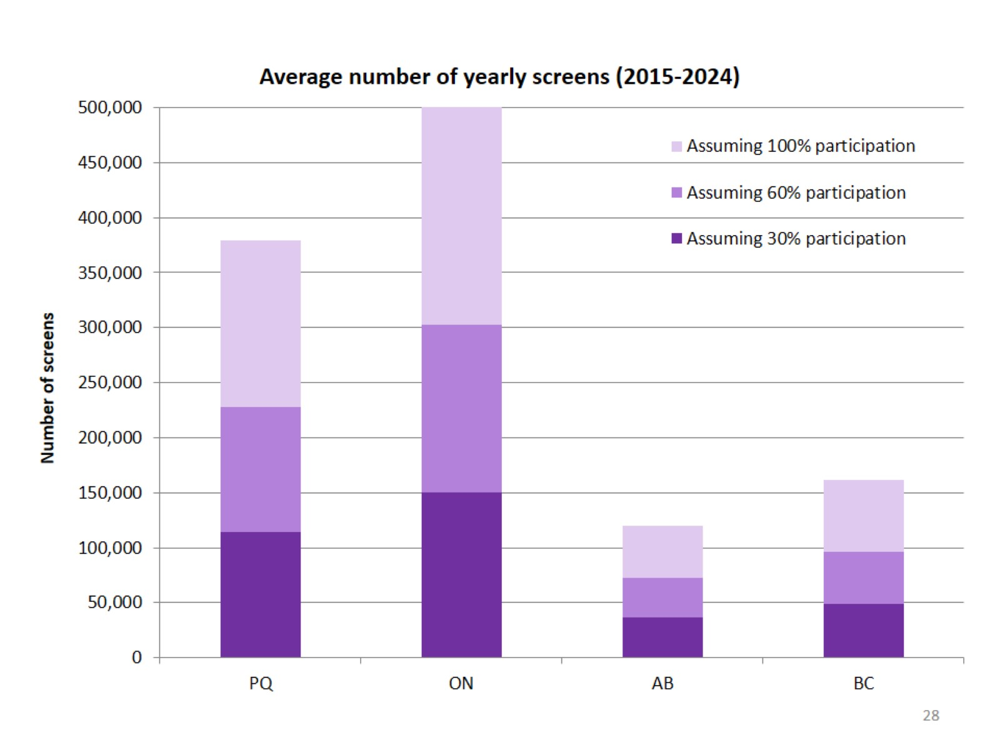 Average number of yearly screens (2015-2024)
500,000
450,000
400,000
350,000
300,000
250,000
200,000
150,000
100,000
50,000
0
Number of screens
Assuming 100% participation
Assuming 60% participation
Assuming 30% participation
PQ
ON
AB
BC
28